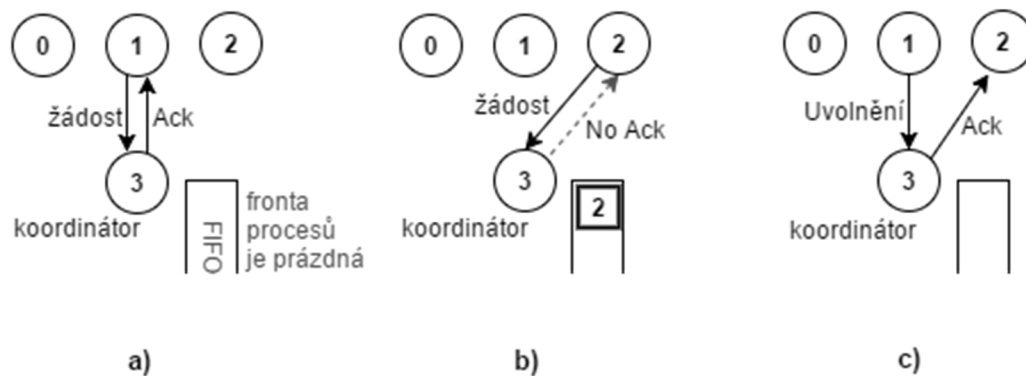 0 1 2
žádost Ack
3
koordinátor
FIFO
fronta
procesů
je prázdná
a)
0 1 2
žádost
No Ack
3
koordinátor
2
b)
0 1 2
Uvolnění
Ack
3
koordinátor
c)